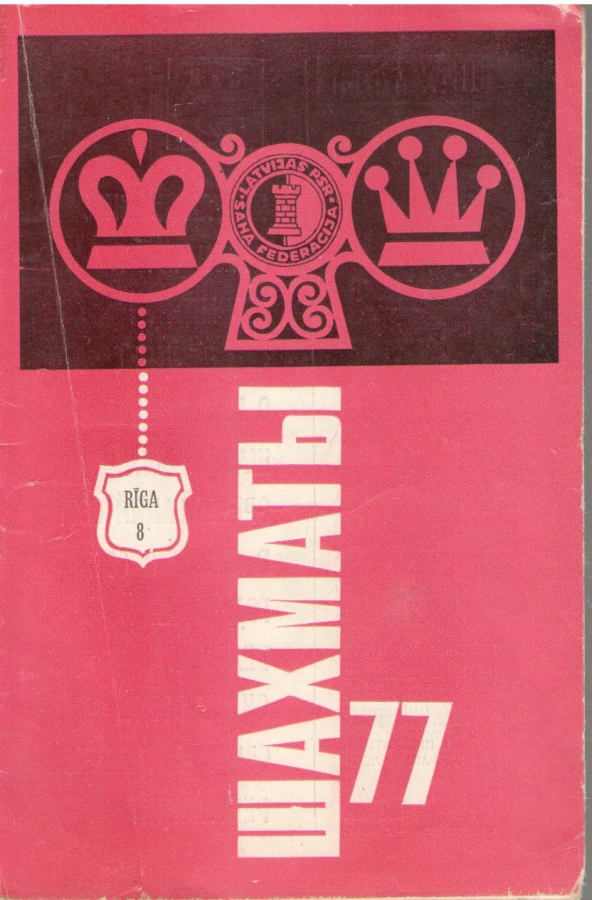 LATVIJAS PSR
ŠAHA FEDERĀCIJA
RĪGA
8
ШАХМАТЫ
77